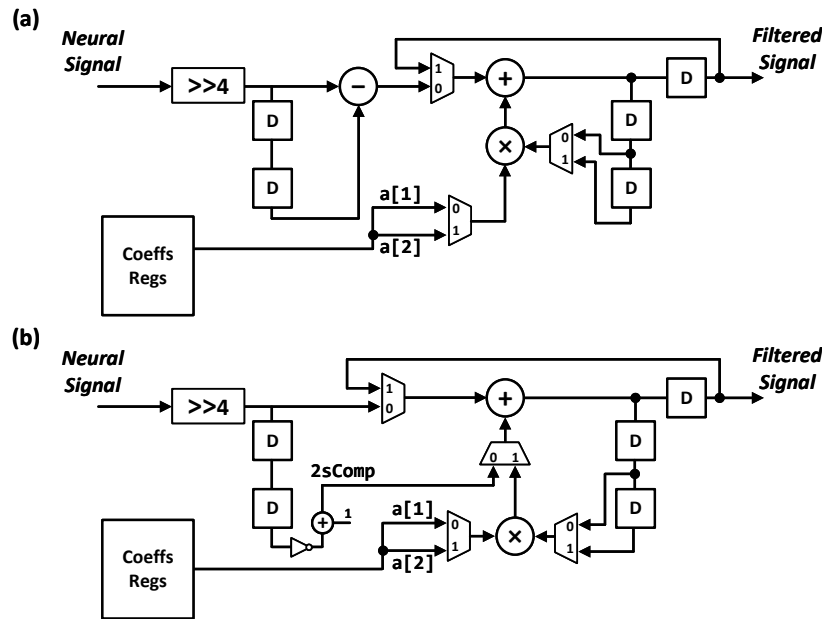 (a)
Neural
Signal
Filtered
Signal
>>4
D
D
−
1
0
+
×
0
1
D
D
D
a[1]
a[2]
0
1
Coeffs
Regs
(b)
Neural
Signal
Filtered
Signal
>>4
D
D
1
0
+
0 1
2sComp
+
1
a[1]
a[2]
0
1
×
0
1
D
D
D
Coeffs
Regs